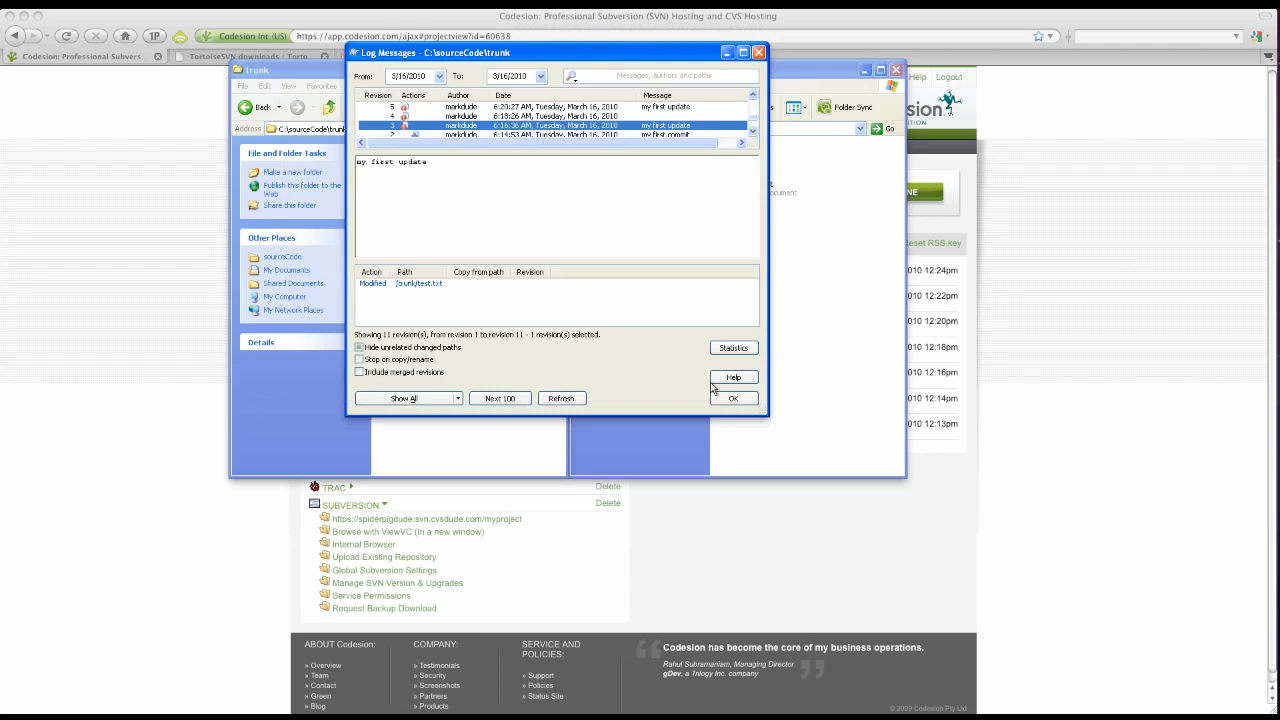 Codesion: Professional Subversion (SVN) Hosting and CVS Hosting
1P
Codesion Inc (US)
https://app.codesion.com/ajax#projectview?id=60638
Codesion: Professional Subvers...
TortoiseSVN downloads
trunk
File Edit View Favorites
Back
Folder Sync
Address C:\sourceCode\trunk
Go
Help Logout
File and Folder Tasks
Make a new folder
Publish this folder to the
Web
Share this folder
Other Places
sourceCode
My Documents
Shared Documents
My Computer
My Network Places
Details
Log Messages - C:\sourceCode\trunk
From: 3/16/2010 To: 3/16/2010 Messages, authors and paths
Revision Actions Author Date Message
5 markdude 6:20:27 AM, Tuesday, March 16, 2010 my first update
4 markdude 6:18:26 AM, Tuesday, March 16, 2010
3 markdude 6:16:36 AM, Tuesday, March 16, 2010 my first update
2 markdude 6:14:53 AM, Tuesday, March 16, 2010 my first commit
my first update
Action Path Copy from path Revision
Modified /trunk/test.txt
Showing 11 revision(s), from revision 1 to revision 11 - 1 revision(s) selected.
Hide unrelated changed paths
Statistics
Stop on copy/rename
Include merged revisions
Help
Show All Next 100 Refresh OK
ocument
NE
eset RSS key
010 12:24pm
010 12:22pm
010 12:20pm
010 12:18pm
010 12:16pm
010 12:14pm
010 12:13pm
TRAC Delete
SUBVERSION Delete
https://spiderpigdude.svn.cvsdude.com/myproject
Browse with ViewVC (In a new window)
Internal Browser
Upload Existing Repository
Global Subversion Settings
Manage SVN Version & Upgrades
Service Permissions
Request Backup Download
ABOUT Codesion:
» Overview
» Team
» Contact
» Green
» Blog
COMPANY:
» Testimonials
» Security
» Screenshots
» Partners
» Products
SERVICE AND
POLICIES:
» Support
» Policies
» Status Site
Codesion has become the core of my business operations.
Rahul Subramaniam, Managing Director
gDev, a Trilogy Inc. company
© 2009 Codesion Pty Ltd